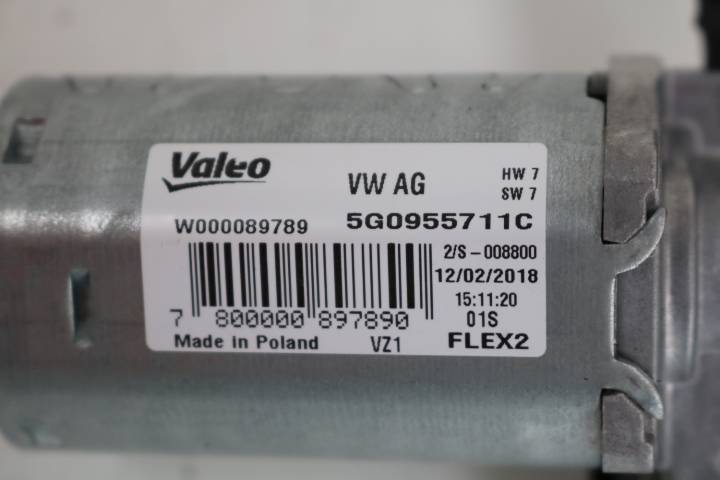 Valeo
VW AG
HW 7
SW 7
W000089789
5G0955711C
2/S-008800
12/02/2018
15:11:20
7 800000 897890
01S
Made in Poland
VZ1
FLEX2